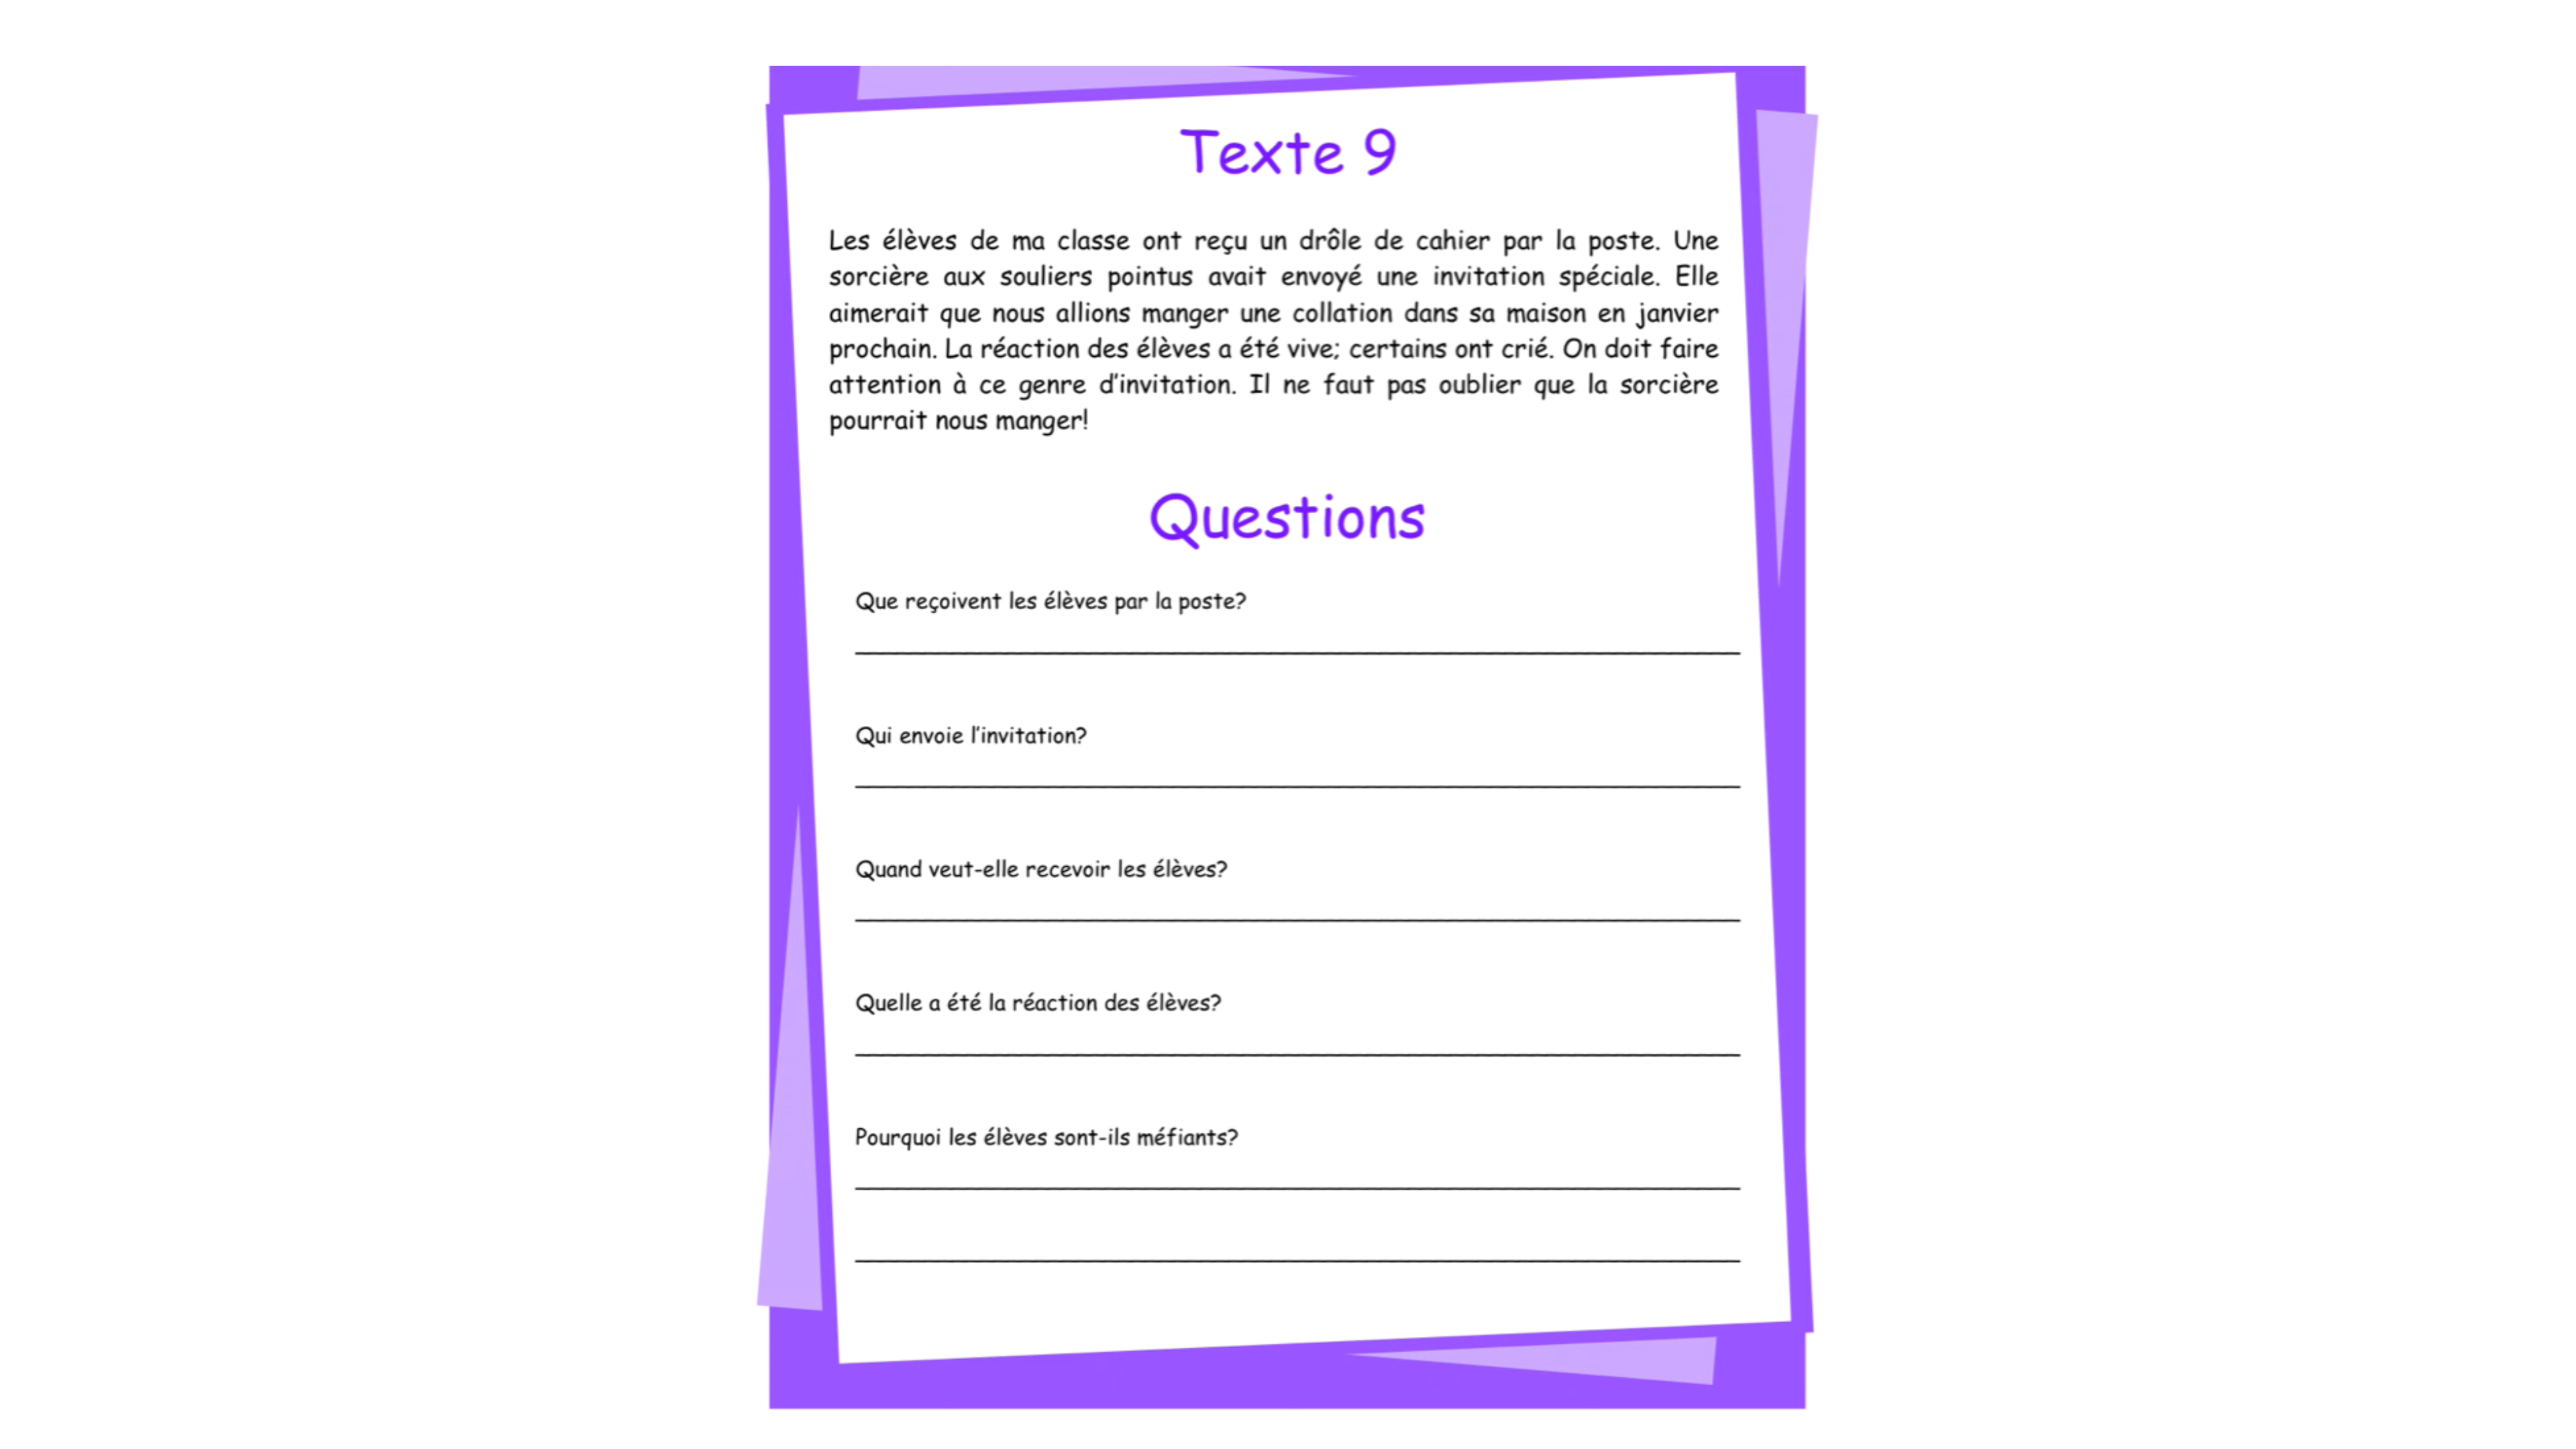 Texte 9
Les élèves de ma classe ont reçu un drôle de cahier par la poste. Une
sorcière aux souliers pointus avait envoyé une invitation spéciale. Elle
aimerait que nous allions manger une collation dans sa maison en janvier
prochain. La réaction des élèves a été vive; certains ont crié. On doit faire
attention à ce genre d'invitation. Il ne faut pas oublier que la sorcière
pourrait nous manger!
Questions
Que reçoivent les élèves par la poste?
Qui envoie l'invitation?
Quand veut-elle recevoir les élèves?
Quelle a été la réaction des élèves?
Pourquoi les élèves sont-ils méfiants?